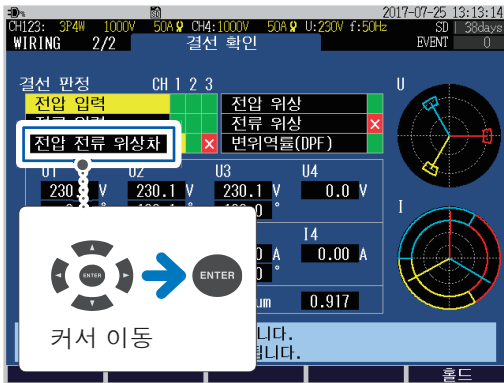 2017-07-25 13:13:14
CH123: 3P4W 1000V 50A CH4:1000V 50A U:230V f:50Hz SD 38days
WIRING 2/2 결선 확인 EVENT 0
결선 판정 CH 1 2 3 U
전압 입력 전압 위상
전류 위상
전압 전류 위상차 변위역률(DPF)
U1 U2 U3 U4
230. V 230.1 V 230.1 V 0.0 V
I
I4
A 0.00 A
ENTER ENTER
um 0.917
커서 이동
니다.
니다.
홀드